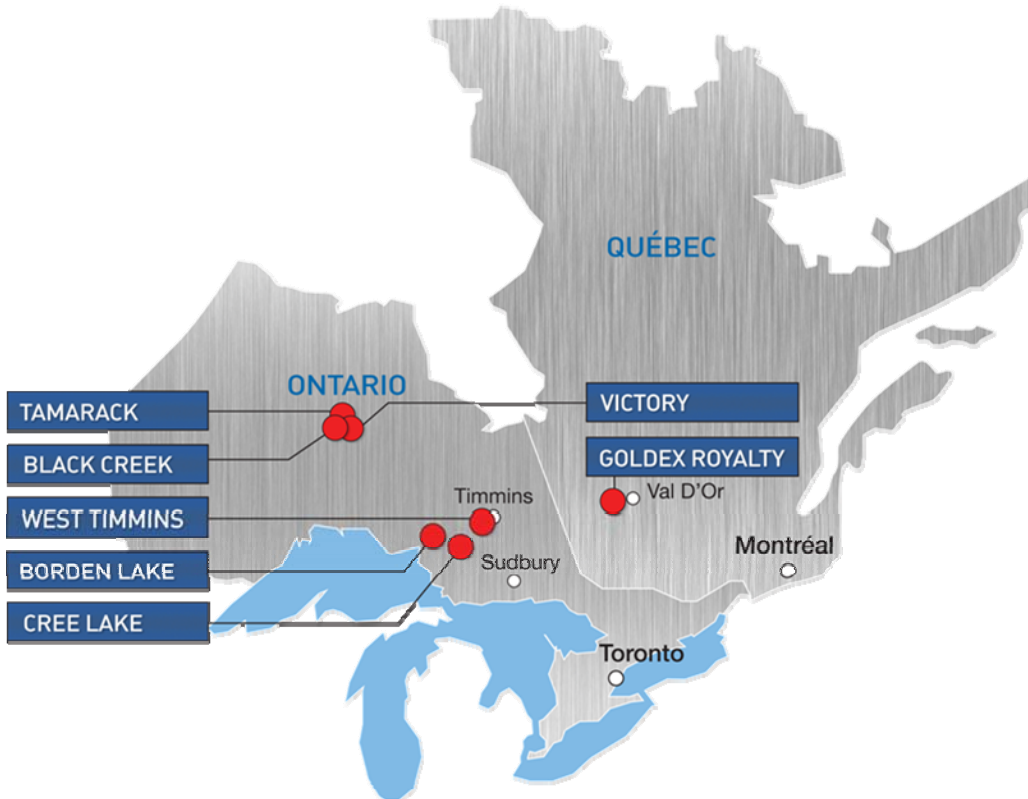 QUÉBEC
ONTARIO
TAMARACK
VICTORY
BLACK CREEK
GOLDEX ROYALTY
Val D'Or
Timmins
WEST TIMMINS
Montréal
Sudbury
BORDEN LAKE
CREE LAKE
Toronto